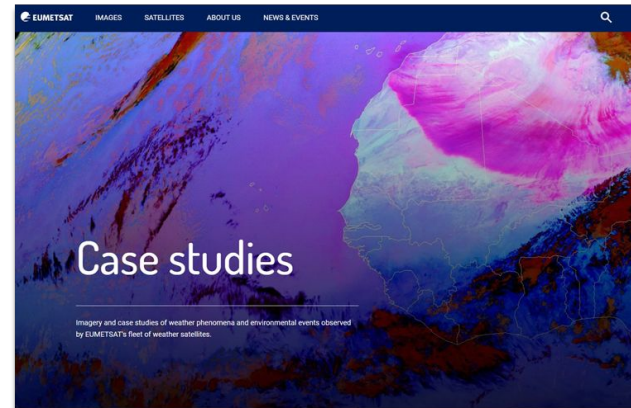 EUMETSAT IMAGES SATELLITES ABOUT US NEWS & EVENTS
Case studies
Imagery and case studies of weather phenomena and environmental events observed
by EUMETSAT's fleet of weather satellites.